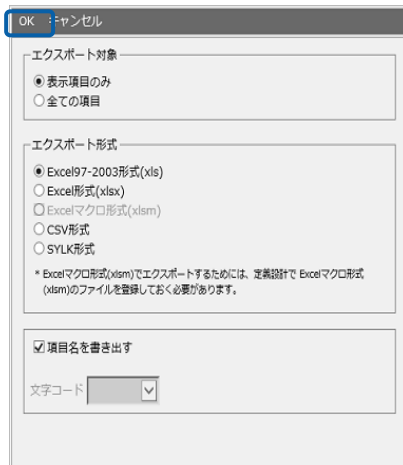 OK キャンセル
エクスポート対象
表示項目のみ
全ての項目
エクスポート形式
Excel97-2003形式(xls)
Excel形式(xlsx)
Excelマクロ形式(xlsm)
CSV形式
SYLK形式
* Excelマクロ形式(xlsm)でエクスポートするためには、定義設計で Excelマクロ形式
(xlsm)のファイルを登録しておく必要があります。
項目名を書き出す
文字コード